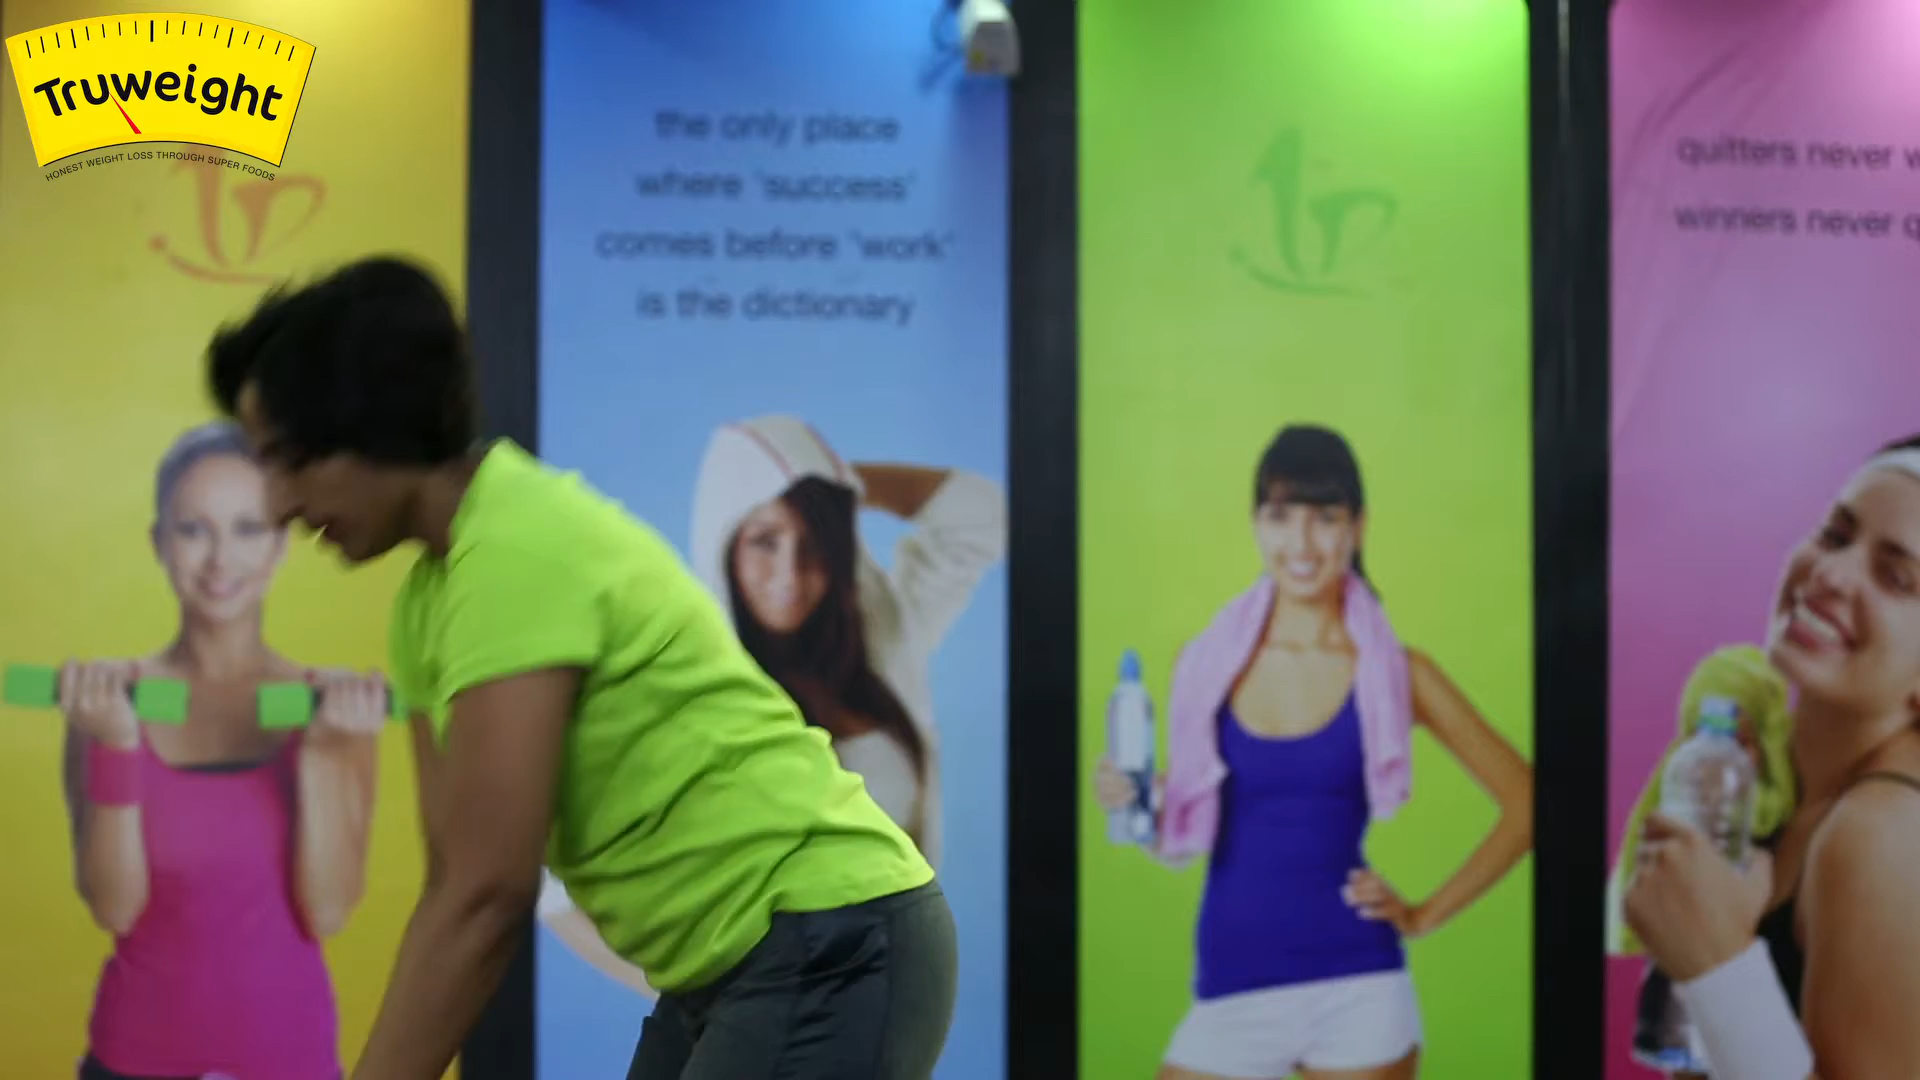 Truweight
HONEST WEIGHT LOSS THROUGH SUPER FOODS
the only place
where 'success'
comes before 'work'
is the dictionary
quitters never
winners never